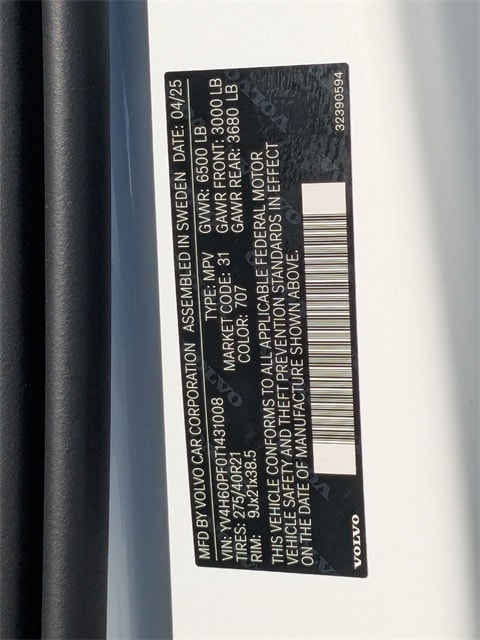 MFD BY VOLVO CAR CORPORATION ASSEMBLED IN SWEDEN DATE: 04/25
VIN: YV4H60PF0T1431008 TYPE: MPV GVWR: 6500 LB
TIRES: 275/40R21 MARKET CODE: 31 GAWR FRONT: 3000 LB
RIM: 9Jx21x38.5 COLOR: 707 GAWR REAR: 3680 LB
THIS VEHICLE CONFORMS TO ALL APPLICABLE FEDERAL MOTOR
VEHICLE SAFETY AND THEFT PREVENTION STANDARDS IN EFFECT
ON THE DATE OF MANUFACTURE SHOWN ABOVE.
VOLVO 32390594